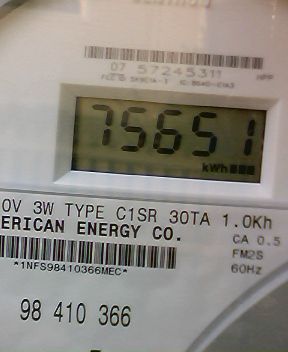 07 57245311
75651
kWh
0V 3W TYPE C1SR 30TA 1.0Kh
ERICAN ENERGY CO.
CA 0.5
FM2S
*1NFS98410366MEC*
60Hz
98 410 366